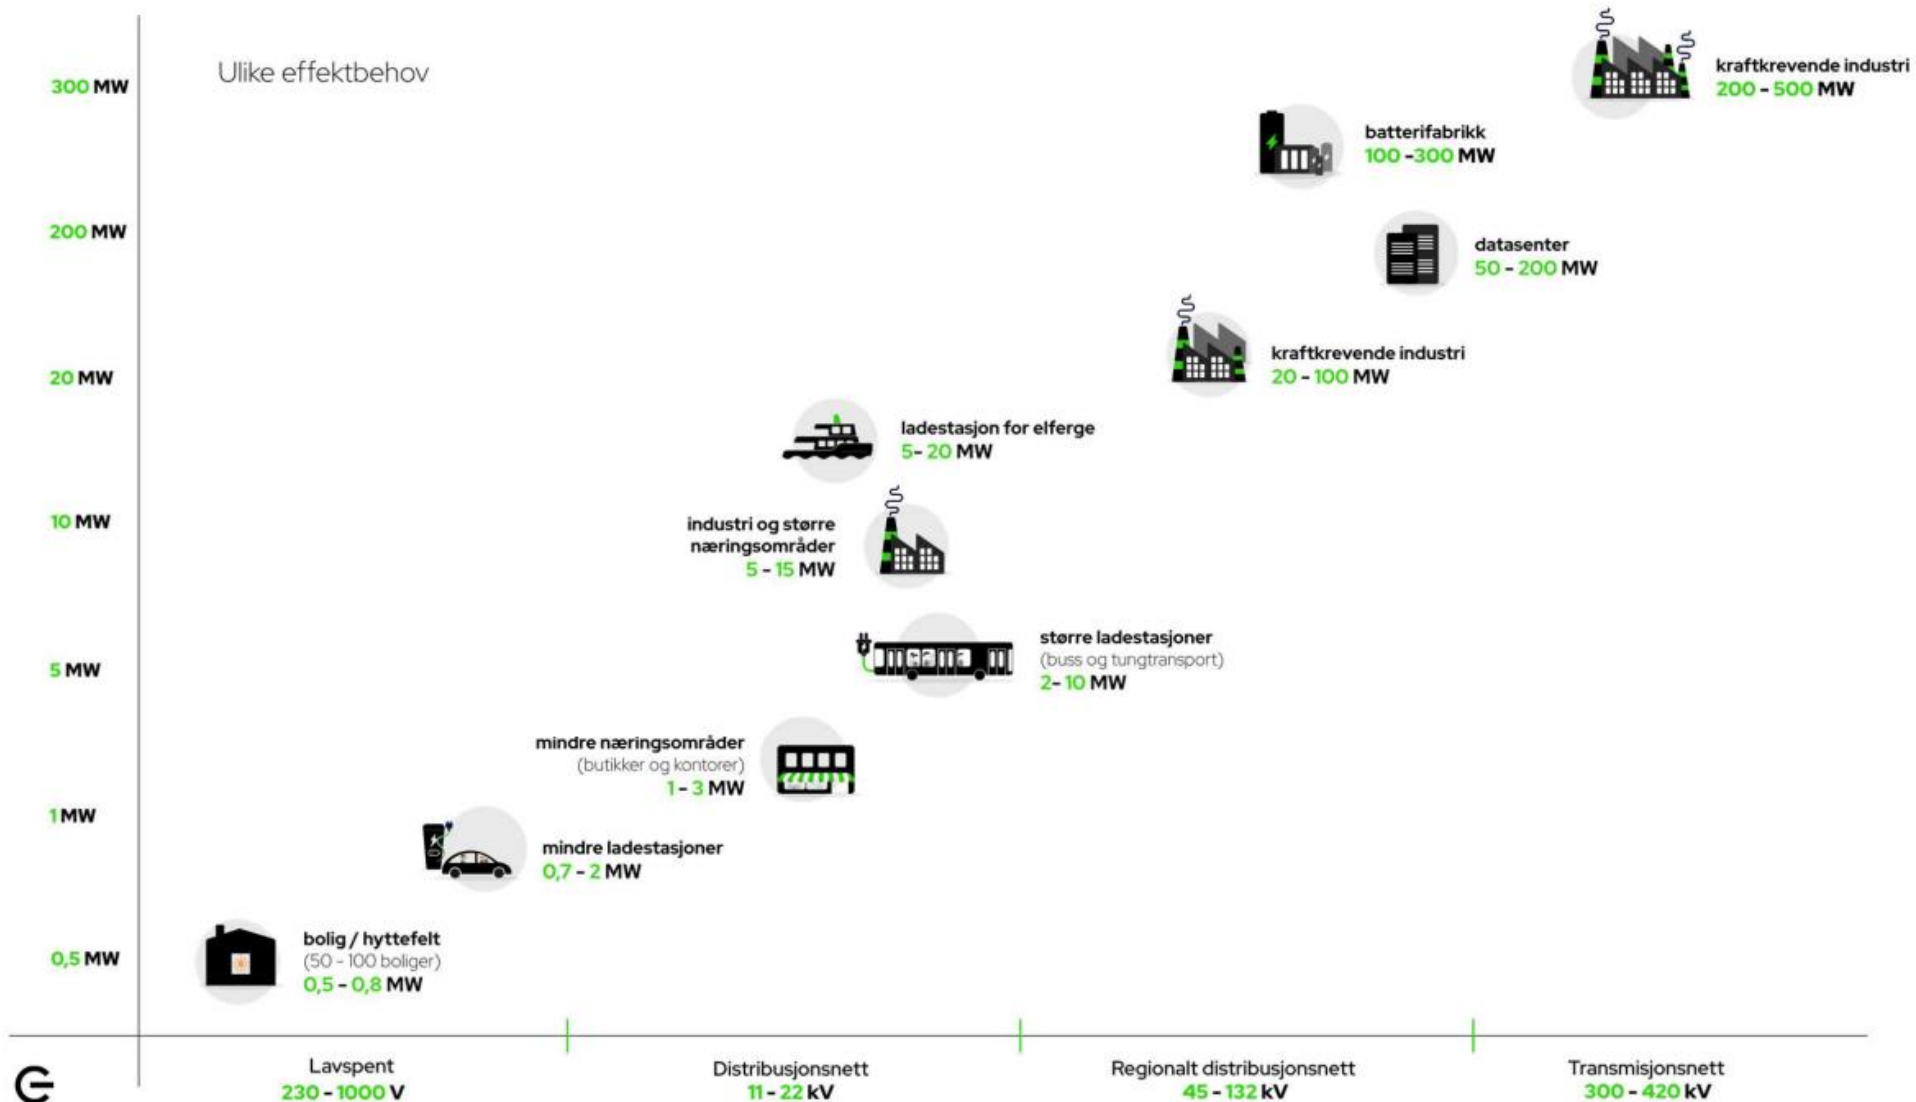 Ulike effektbehov
300 MW
200 MW
20 MW
10 MW
5 MW
1 MW
0,5 MW
kraftkrevende industri
200 - 500 MW
batterifabrikk
100 -300 MW
datasenter
50 - 200 MW
kraftkrevende industri
20 - 100 MW
ladestasjon for elferge
5- 20 MW
industri og større
næringsområder
5 - 15 MW
større ladestasjoner
(buss og tungtransport)
2- 10 MW
mindre næringsområder
(butikker og kontorer)
1 - 3 MW
mindre ladestasjoner
0,7 - 2 MW
bolig / hyttefelt
(50 - 100 boliger)
0,5 - 0,8 MW
Lavspent
230 - 1000 V
Distribusjonsnett
11 - 22 kV
Regionalt distribusjonsnett
45 - 132 kV
Transmisjonsnett
300 - 420 kV